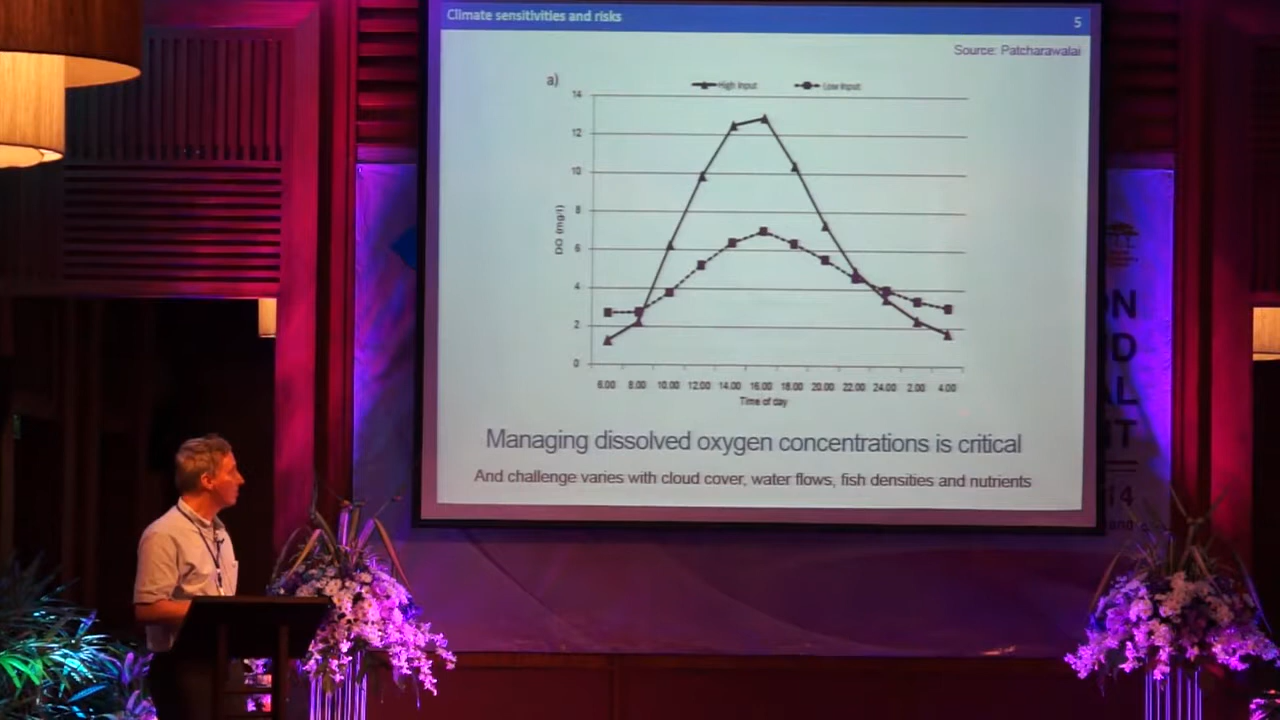 Climate sensitivities and risks
5
Source: Patcharawalai
a)
High Input
Low Input
14
12
10
8
6
4
2
0
DO (mg/l)
6.00 8.00 10.00 12.00 14.00 16.00 18.00 20.00 22.00 24.00 2.00 4.00
Time of day
Managing dissolved oxygen concentrations is critical
And challenge varies with cloud cover, water flows, fish densities and nutrients